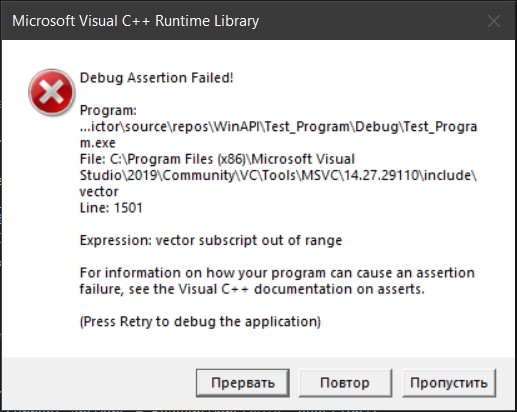 Microsoft Visual C++ Runtime Library
Debug Assertion Failed!
Program:
...ictor\source\repos\WinAPI\Test_Program\Debug\Test_Progra
m.exe
File: C:\Program Files (x86)\Microsoft Visual
Studio\2019\Community\VC\Tools\MSVC\14.27.29110\include\
vector
Line: 1501
Expression: vector subscript out of range
For information on how your program can cause an assertion
failure, see the Visual C++ documentation on asserts.
(Press Retry to debug the application)
Прервать Повтор Пропустить